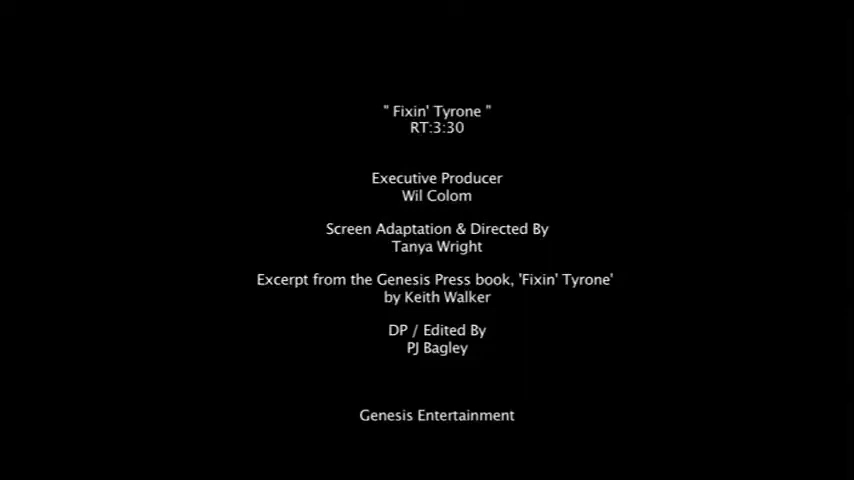 " Fixin' Tyrone "
RT:3:30
Executive Producer
Wil Colom
Screen Adaptation & Directed By
Tanya Wright
Excerpt from the Genesis Press book, 'Fixin' Tyrone'
by Keith Walker
DP / Edited By
PJ Bagley
Genesis Entertainment